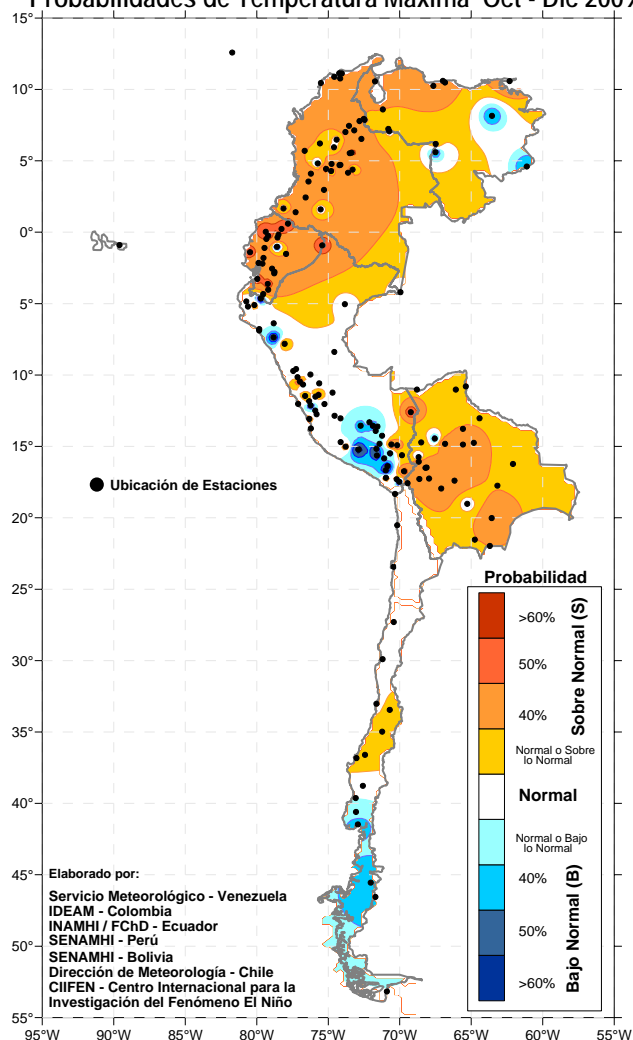 Probabilidades de Temperatura Máxima Oct - Dic 2009
15°
10°
5°
0°
5°
10°
15°
20°
25°
30°
35°
40°
45°
50°
55°
Ubicación de Estaciones
Probabilidad
>60%
50%
40%
Normal o Sobre
lo Normal
Normal
Normal o Bajo
lo Normal
40%
50%
>60%
Sobre Normal (S)
Bajo Normal (B)
Elaborado por:
Servicio Meteorológico - Venezuela
IDEAM - Colombia
INAMHI / FChD - Ecuador
SENAMHI - Perú
SENAMHI - Bolivia
Dirección de Meteorología - Chile
CIIFEN - Centro Internacional para la
Investigación del Fenómeno El Niño
95°W 90°W 85°W 80°W 75°W 70°W 65°W 60°W 55°W